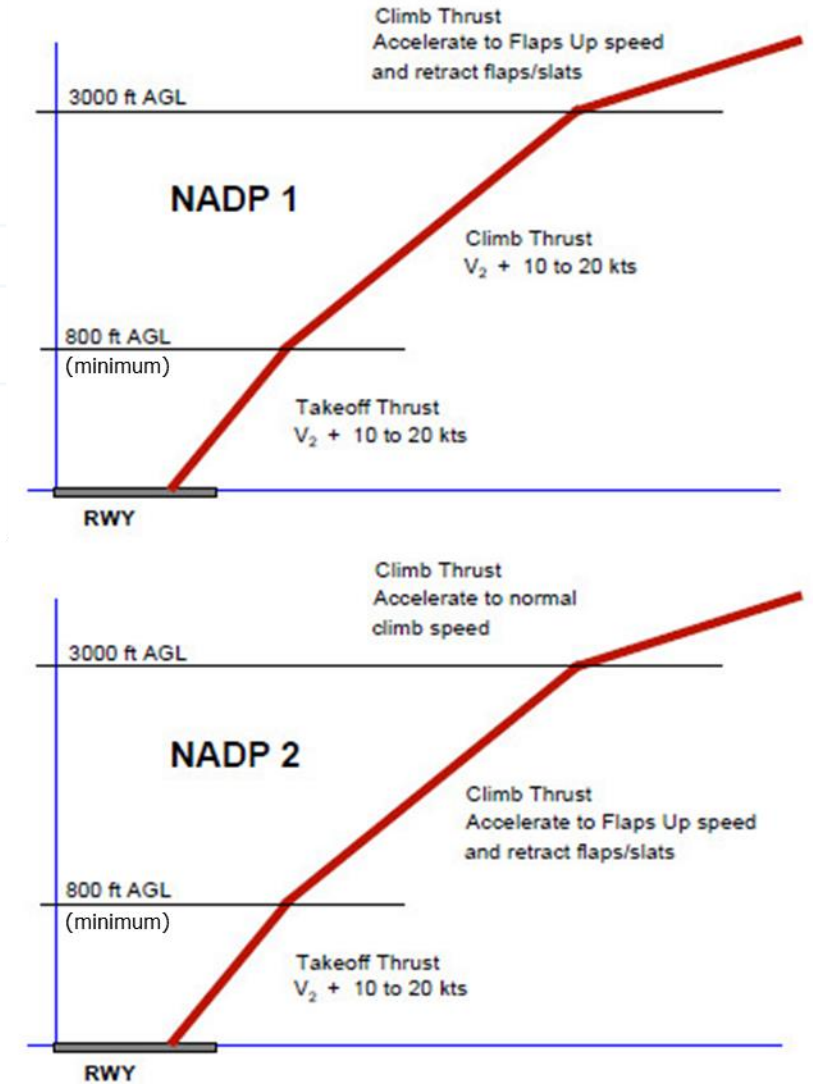 Climb Thrust
Accelerate to Flaps Up speed
and retract flaps/slats
3000 ft AGL
NADP 1
Climb Thrust
V₂ + 10 to 20 kts
800 ft AGL
(minimum)
Takeoff Thrust
V₂ + 10 to 20 kts
RWY
Climb Thrust
Accelerate to normal
climb speed
3000 ft AGL
NADP 2
Climb Thrust
Accelerate to Flaps Up speed
and retract flaps/slats
800 ft AGL
(minimum)
Takeoff Thrust
V₂ + 10 to 20 kts
RWY